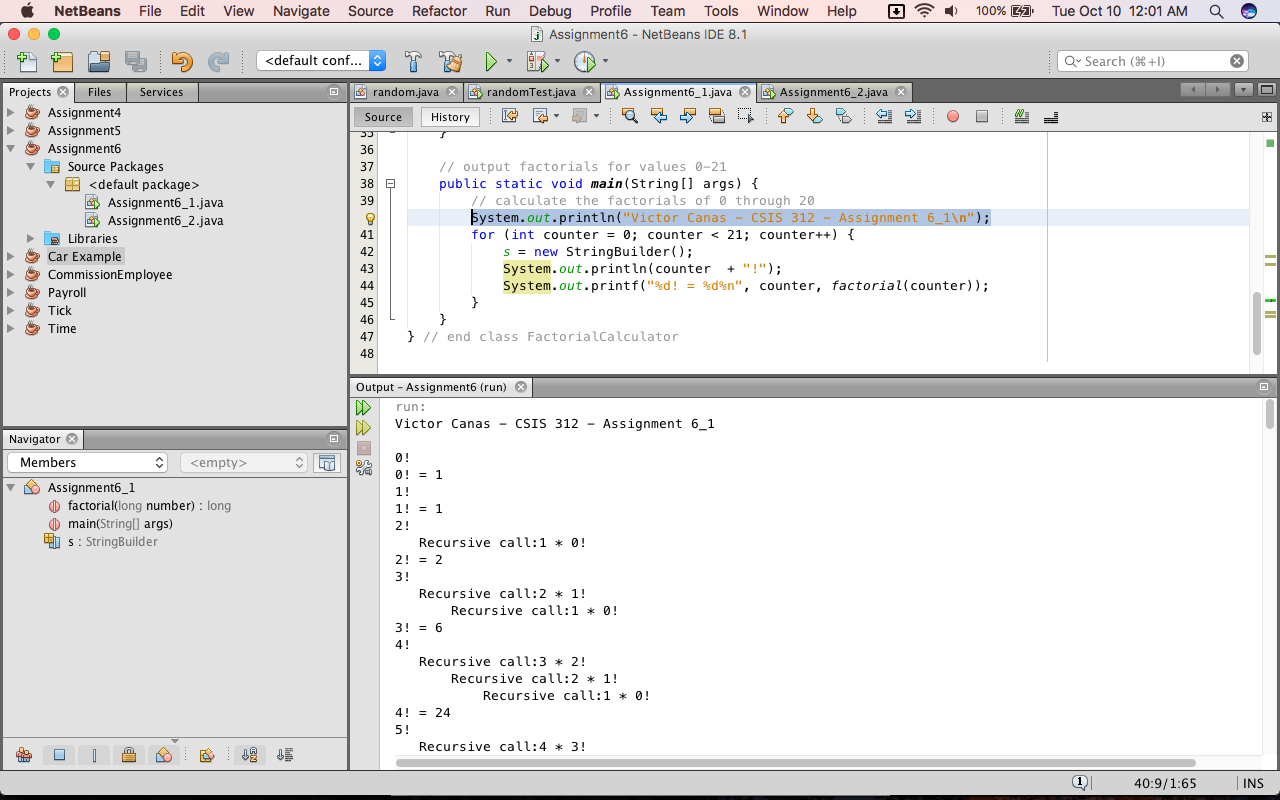 NetBeans File Edit View Navigate Source Refactor Run Debug Profile Team Tools Window Help 100% Tue Oct 10 12:01 AM
Assignment6 - NetBeans IDE 8.1
<default conf...
Search (⌘+I)
Projects Files Services
Assignment4
Assignment5
Assignment6
Source Packages
<default package>
Assignment6_1.java
Assignment6_2.java
Libraries
Car Example
CommissionEmployee
Payroll
Tick
Time
Navigator
Members <empty>
Assignment6_1
factorial(long number) : long
main(String[] args)
s : StringBuilder
random.java randomTest.java Assignment6_1.java Assignment6_2.java
Source History
35 }
36
37 // output factorials for values 0-21
38 public static void main(String[] args) {
39 // calculate the factorials of 0 through 20
System.out.println("Victor Canas - CSIS 312 - Assignment 6_1\n");
41 for (int counter = 0; counter < 21; counter++) {
42 s = new StringBuilder();
43 System.out.println(counter  + "!");
44 System.out.printf("%d! = %d%n", counter, factorial(counter));
45 }
46 }
47 } // end class FactorialCalculator
48
Output - Assignment6 (run)
run:
Victor Canas - CSIS 312 - Assignment 6_1
0!
0! = 1
1!
1! = 1
2!
Recursive call:1 * 0!
2! = 2
3!
Recursive call:2 * 1!
Recursive call:1 * 0!
3! = 6
4!
Recursive call:3 * 2!
Recursive call:2 * 1!
Recursive call:1 * 0!
4! = 24
5!
Recursive call:4 * 3!
1 40:9/1:65 INS